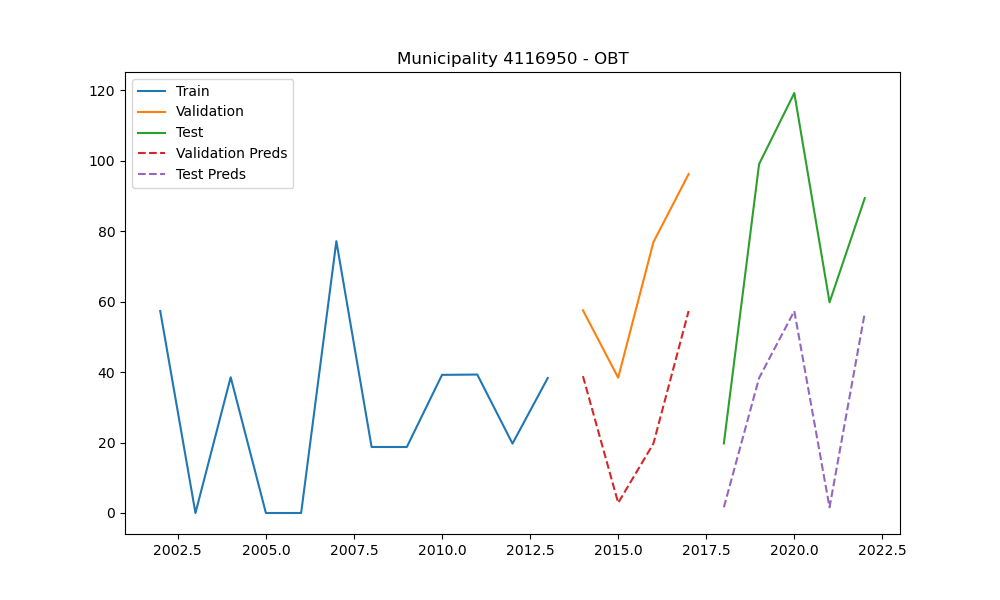 Municipality 4116950 - OBT
120
100
80
60
40
20
0
Train
Validation
Test
Validation Preds
Test Preds
2002.5 2005.0 2007.5 2010.0 2012.5 2015.0 2017.5 2020.0 2022.5